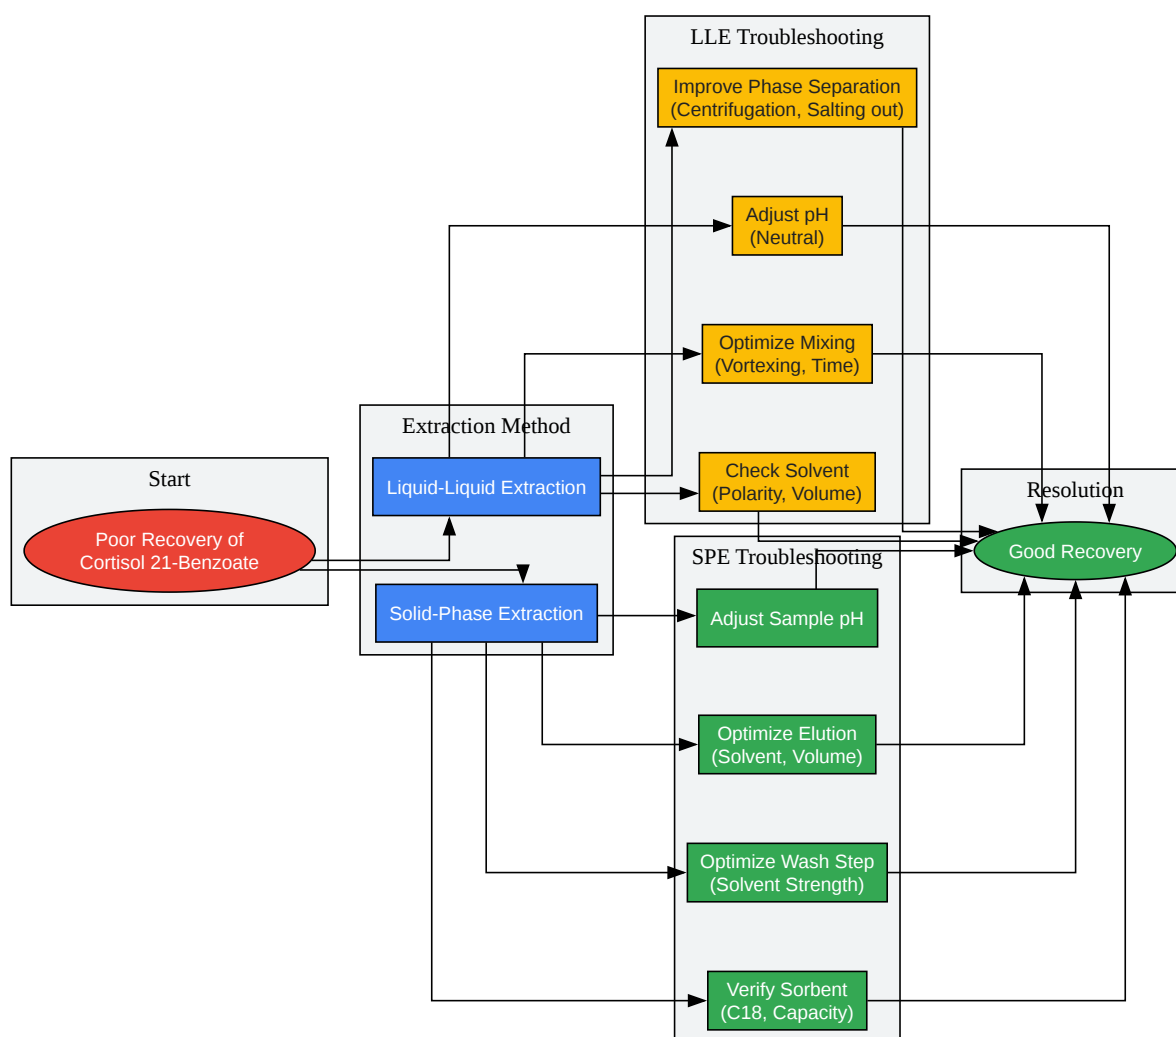 LLE Troubleshooting
Improve Phase Separation
(Centrifugation, Salting out)
Adjust pH
(Neutral)
Optimize Mixing
(Vortexing, Time)
Check Solvent
(Polarity, Volume)
Extraction Method
Liquid-Liquid Extraction
Solid-Phase Extraction
Start
Poor Recovery of
Cortisol 21-Benzoate
Resolution
Good Recovery
SPE Troubleshooting
Adjust Sample pH
Optimize Elution
(Solvent, Volume)
Optimize Wash Step
(Solvent Strength)
Verify Sorbent
(C18, Capacity)